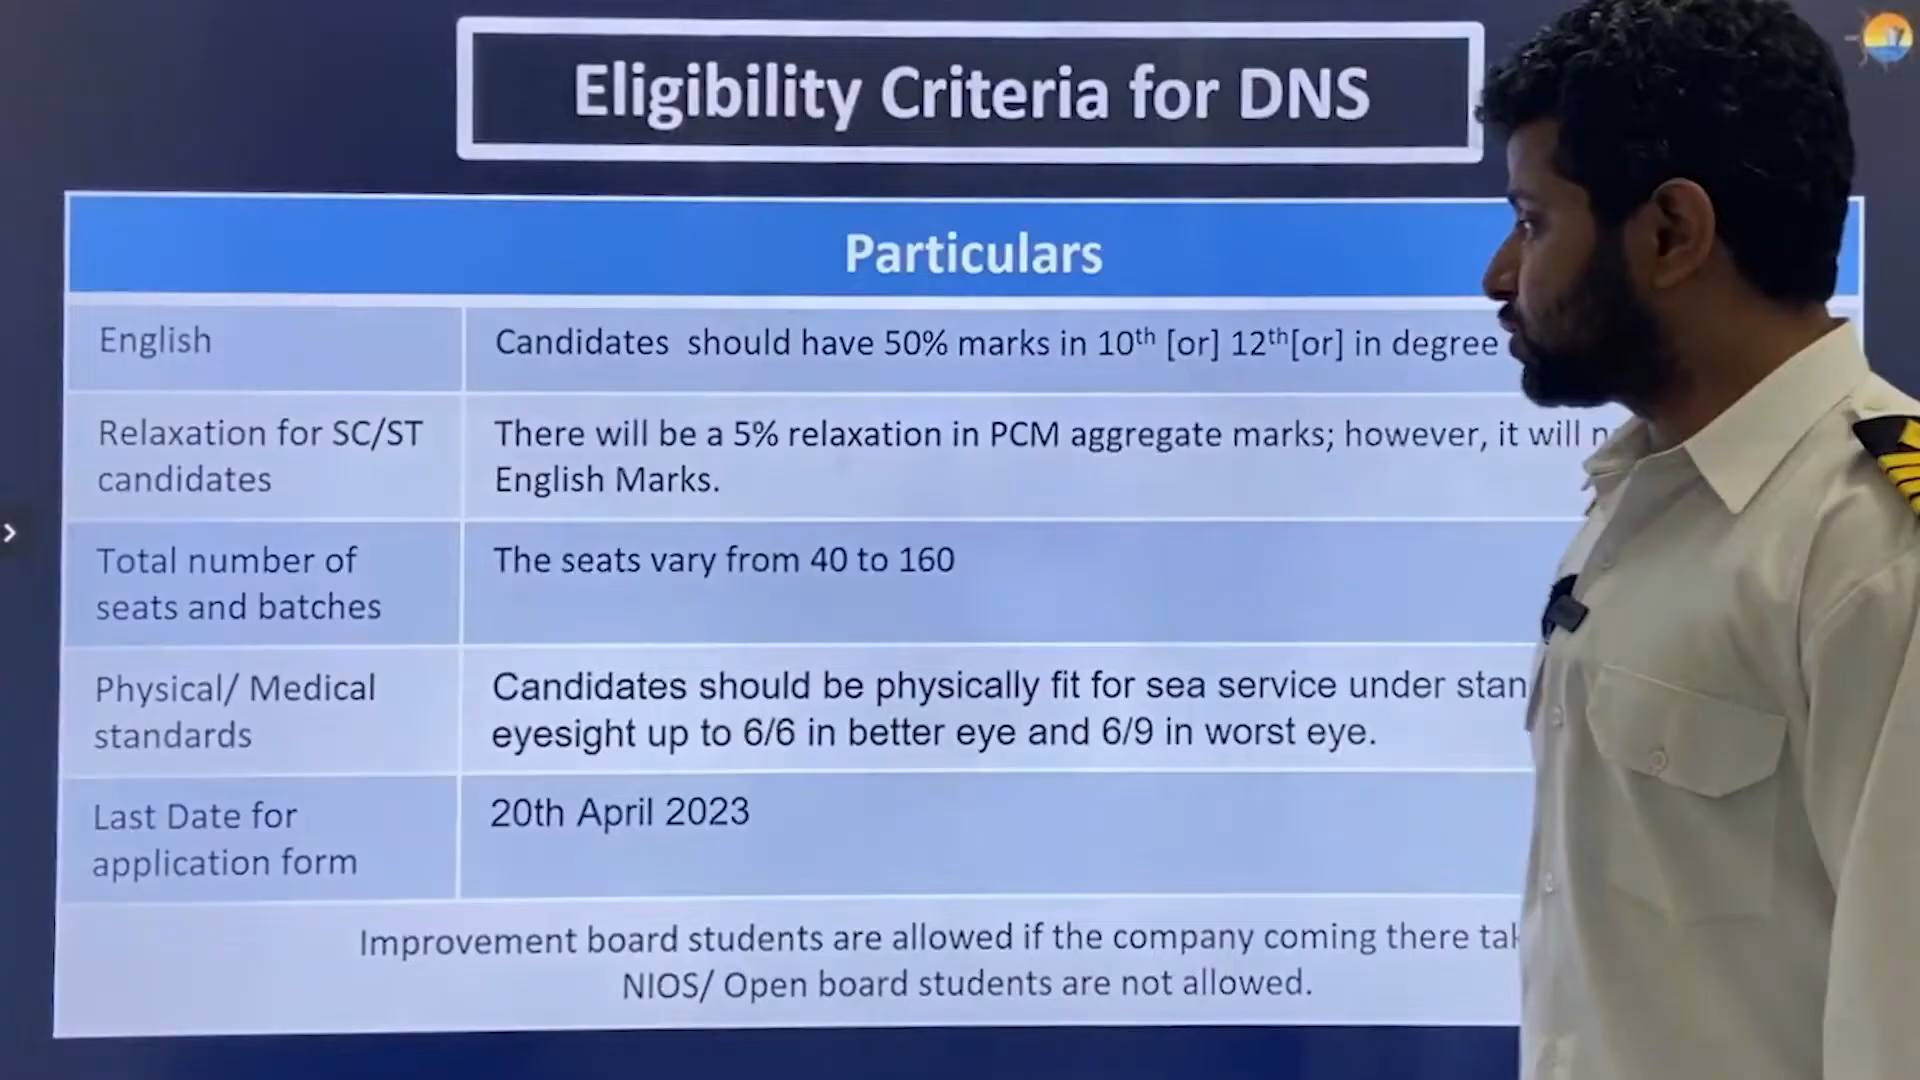 Eligibility Criteria for DNS
Particulars
English
Candidates should have 50% marks in 10th [or] 12th[or] in degree
Relaxation for SC/ST
candidates
There will be a 5% relaxation in PCM aggregate marks; however, it will
English Marks.
Total number of
seats and batches
The seats vary from 40 to 160
Physical/ Medical
standards
Candidates should be physically fit for sea service under
eyesight up to 6/6 in better eye and 6/9 in worst eye.
Last Date for
application form
20th April 2023
Improvement board students are allowed if the company coming there
NIOS/ Open board students are not allowed.